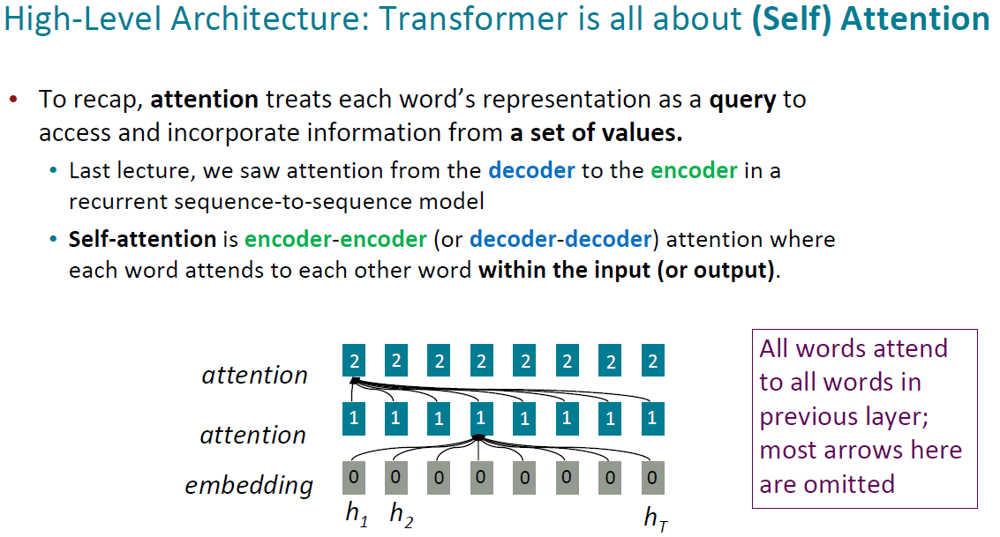 High-Level Architecture: Transformer is all about (Self) Attention
• To recap, attention treats each word's representation as a query to
access and incorporate information from a set of values.
• Last lecture, we saw attention from the decoder to the encoder in a
recurrent sequence-to-sequence model
• Self-attention is encoder-encoder (or decoder-decoder) attention where
each word attends to each other word within the input (or output).
attention 2 2 2 2 2 2 2 2
attention 1 1 1 1 1 1 1 1
embedding 0 0 0 0 0 0 0 0
h1 h2 hT
All words attend
to all words in
previous layer;
most arrows here
are omitted